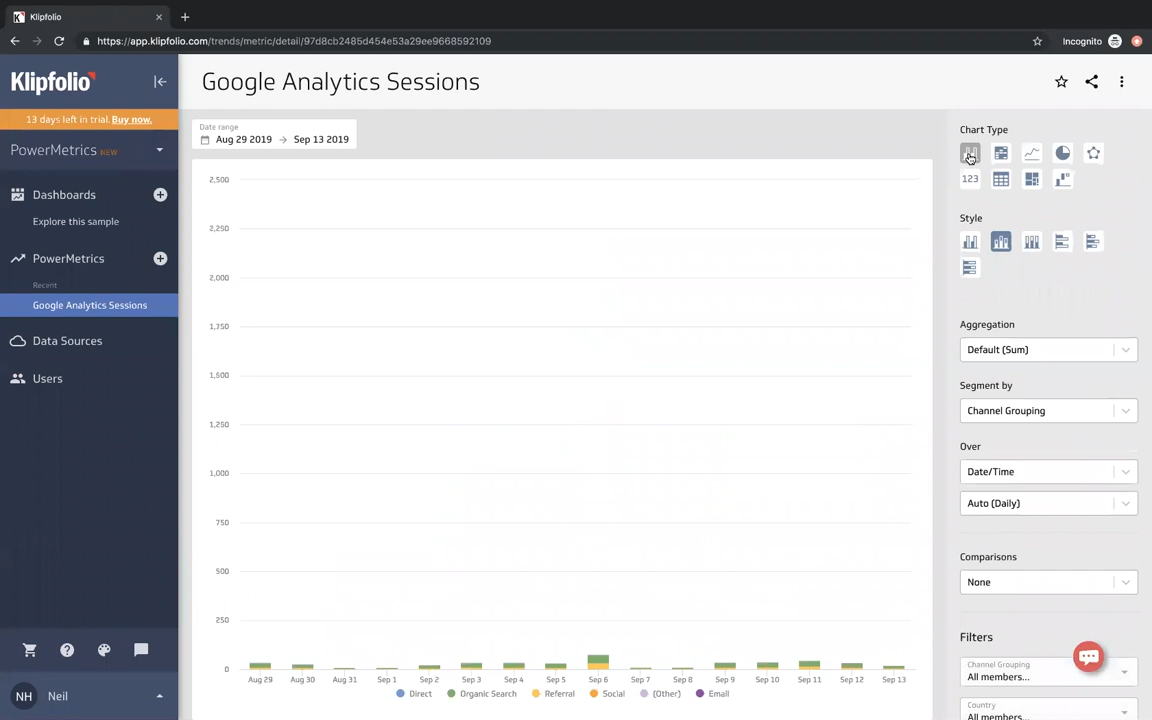 Klipfolio
https://app.klipfolio.com/trends/metric/detail/97d8cb2485d454e53a29ee9668592109
Incognito
Klipfolio
13 days left in trial. Buy now.
PowerMetrics NEW
Dashboards
Explore this sample
PowerMetrics
Recent
Google Analytics Sessions
Data Sources
Users
NH
Neil
Google Analytics Sessions
Date range
Aug 29 2019 → Sep 13 2019
2,500
2,250
2,000
1,750
1,500
1,250
1,000
750
500
250
0
Aug 29 Aug 30 Aug 31 Sep 1 Sep 2 Sep 3 Sep 4 Sep 5 Sep 6 Sep 7 Sep 8 Sep 9 Sep 10 Sep 11 Sep 12 Sep 13
Direct Organic Search Referral Social (Other) Email
Chart Type
123
Style
Aggregation
Default (Sum)
Segment by
Channel Grouping
Over
Date/Time
Auto (Daily)
Comparisons
None
Filters
Channel Grouping
All members...
Country
All members...